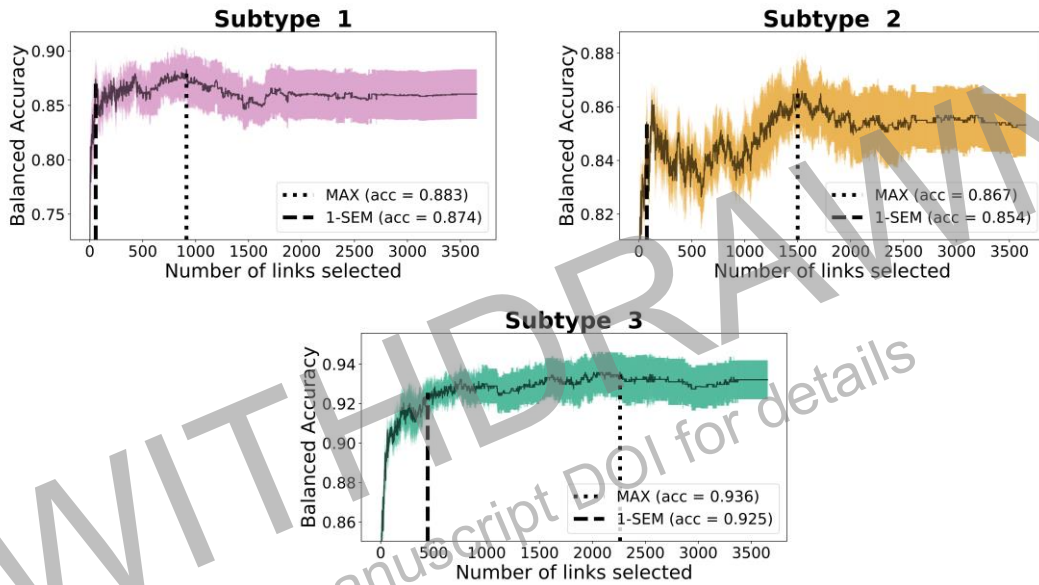 Subtype 1
Balanced Accuracy
0.90
0.85
0.80
0.75
MAX (acc = 0.883)
1-SEM (acc = 0.874)
0 500 1000 1500 2000 2500 3000 3500
Number of links selected
Subtype 2
Balanced Accuracy
0.88
0.86
0.84
0.82
MAX (acc = 0.867)
1-SEM (acc = 0.854)
0 500 1000 1500 2000 2500 3000 3500
Number of links selected
Subtype 3
Balanced Accuracy
0.94
0.92
0.90
0.88
0.86
MAX (acc = 0.936)
1-SEM (acc = 0.925)
0 500 1000 1500 2000 2500 3000 3500
Number of links selected
WITHDRAWN
manuscript DOI for details